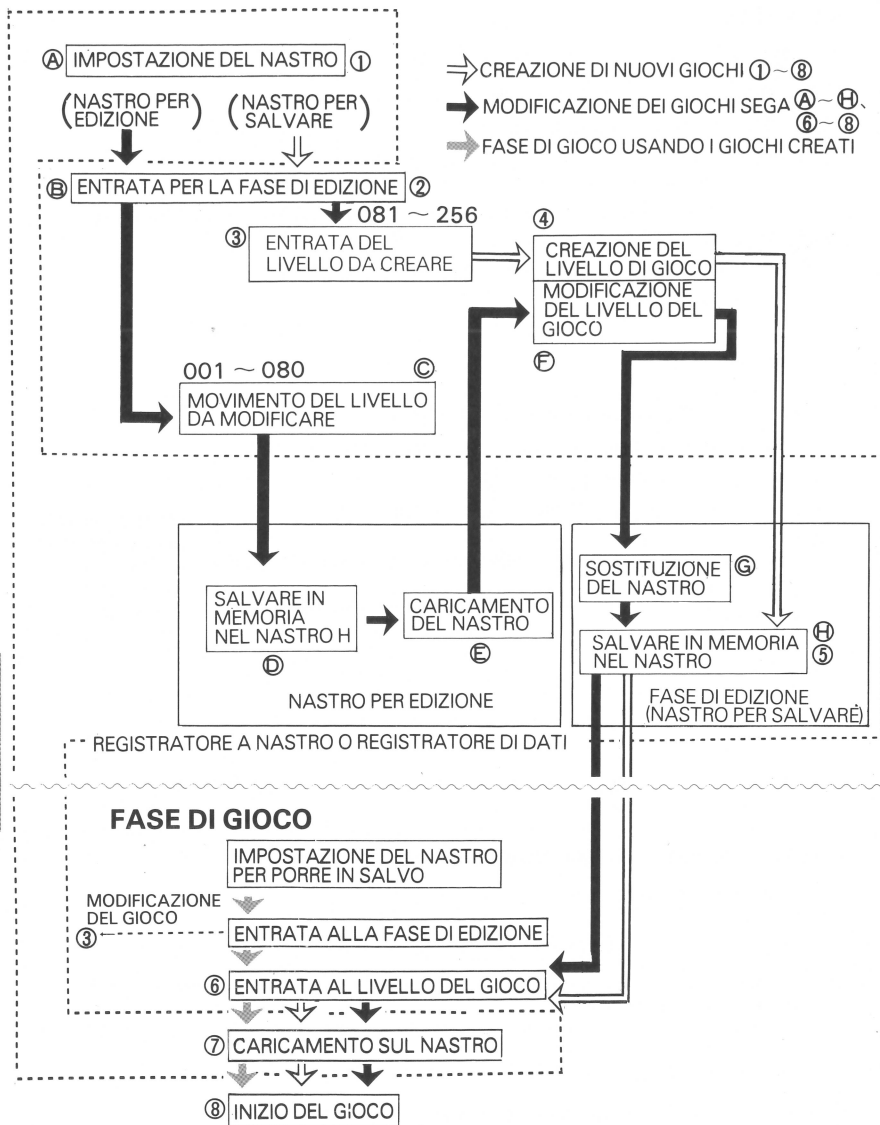 Ⓐ IMPOSTAZIONE DEL NASTRO ①
(NASTRO PER EDIZIONE)
(NASTRO PER SALVARE)
⇒ CREAZIONE DI NUOVI GIOCHI ①~⑧
MODIFICAZIONE DEI GIOCHI SEGA Ⓐ~Ⓗ、
⑥~⑧
FASE DI GIOCO USANDO I GIOCHI CREATI
Ⓑ ENTRATA PER LA FASE DI EDIZIONE ②
081 ~ 256
③ ENTRATA DEL
LIVELLO DA CREARE
④
CREAZIONE DEL
LIVELLO DI GIOCO
MODIFICAZIONE
DEL LIVELLO DEL
GIOCO
Ⓕ
001 ~ 080 Ⓒ
MOVIMENTO DEL LIVELLO
DA MODIFICARE
SALVARE IN
MEMORIA
NEL NASTRO H
Ⓓ
CARICAMENTO
DEL NASTRO
Ⓔ
NASTRO PER EDIZIONE
SOSTITUZIONE
DEL NASTRO
Ⓖ
SALVARE IN MEMORIA
NEL NASTRO
Ⓗ
⑤
FASE DI EDIZIONE
(NASTRO PER SALVARE)
REGISTRATORE A NASTRO O REGISTRATORE DI DATI
FASE DI GIOCO
IMPOSTAZIONE DEL NASTRO
PER PORRE IN SALVO
MODIFICAZIONE
DEL GIOCO
③
ENTRATA ALLA FASE DI EDIZIONE
⑥ ENTRATA AL LIVELLO DEL GIOCO
⑦ CARICAMENTO SUL NASTRO
⑧ INIZIO DEL GIOCO